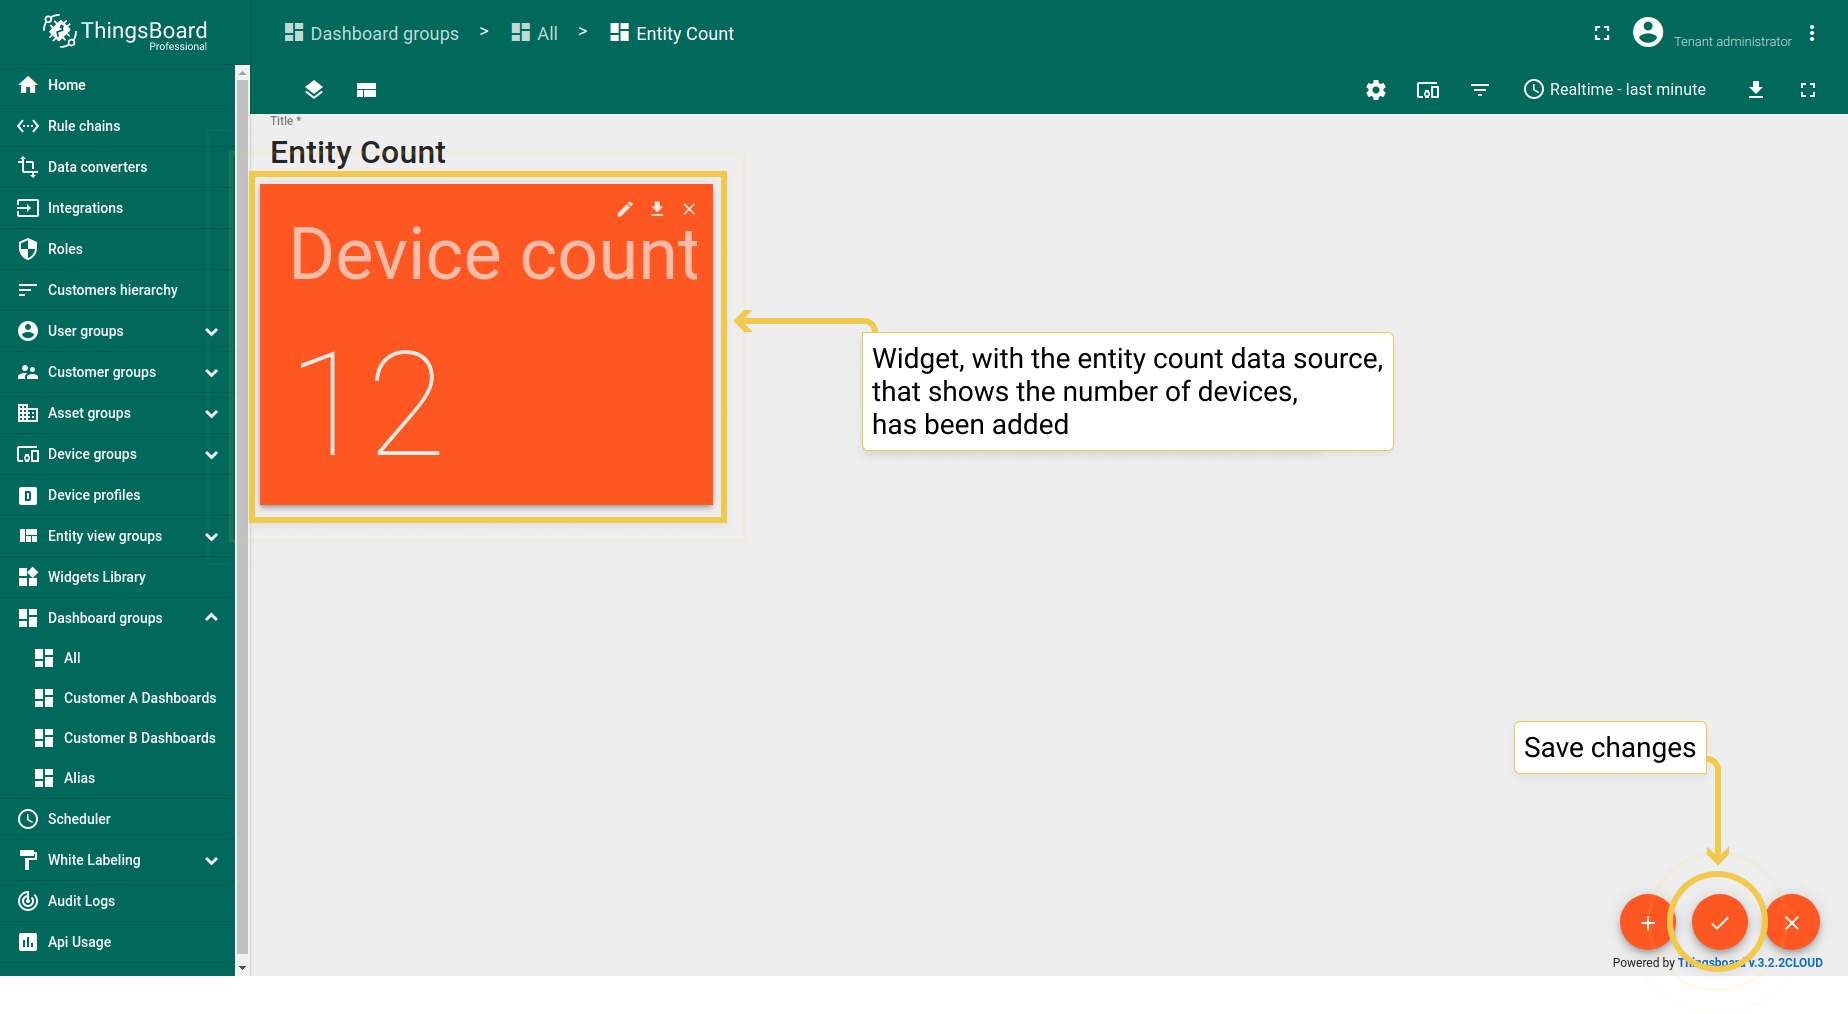 ThingsBoard
Professional
Dashboard groups > All > Entity Count
Tenant administrator
Realtime - last minute
Home
Rule chains
Data converters
Integrations
Roles
Customers hierarchy
User groups
Customer groups
Asset groups
Device groups
Device profiles
Entity view groups
Widgets Library
Dashboard groups
All
Customer A Dashboards
Customer B Dashboards
Alias
Scheduler
White Labeling
Audit Logs
Api Usage
Title *
Entity Count
Device count
12
Widget, with the entity count data source,
that shows the number of devices,
has been added
Save changes
Powered by Thingsboard v.3.2.2CLOUD